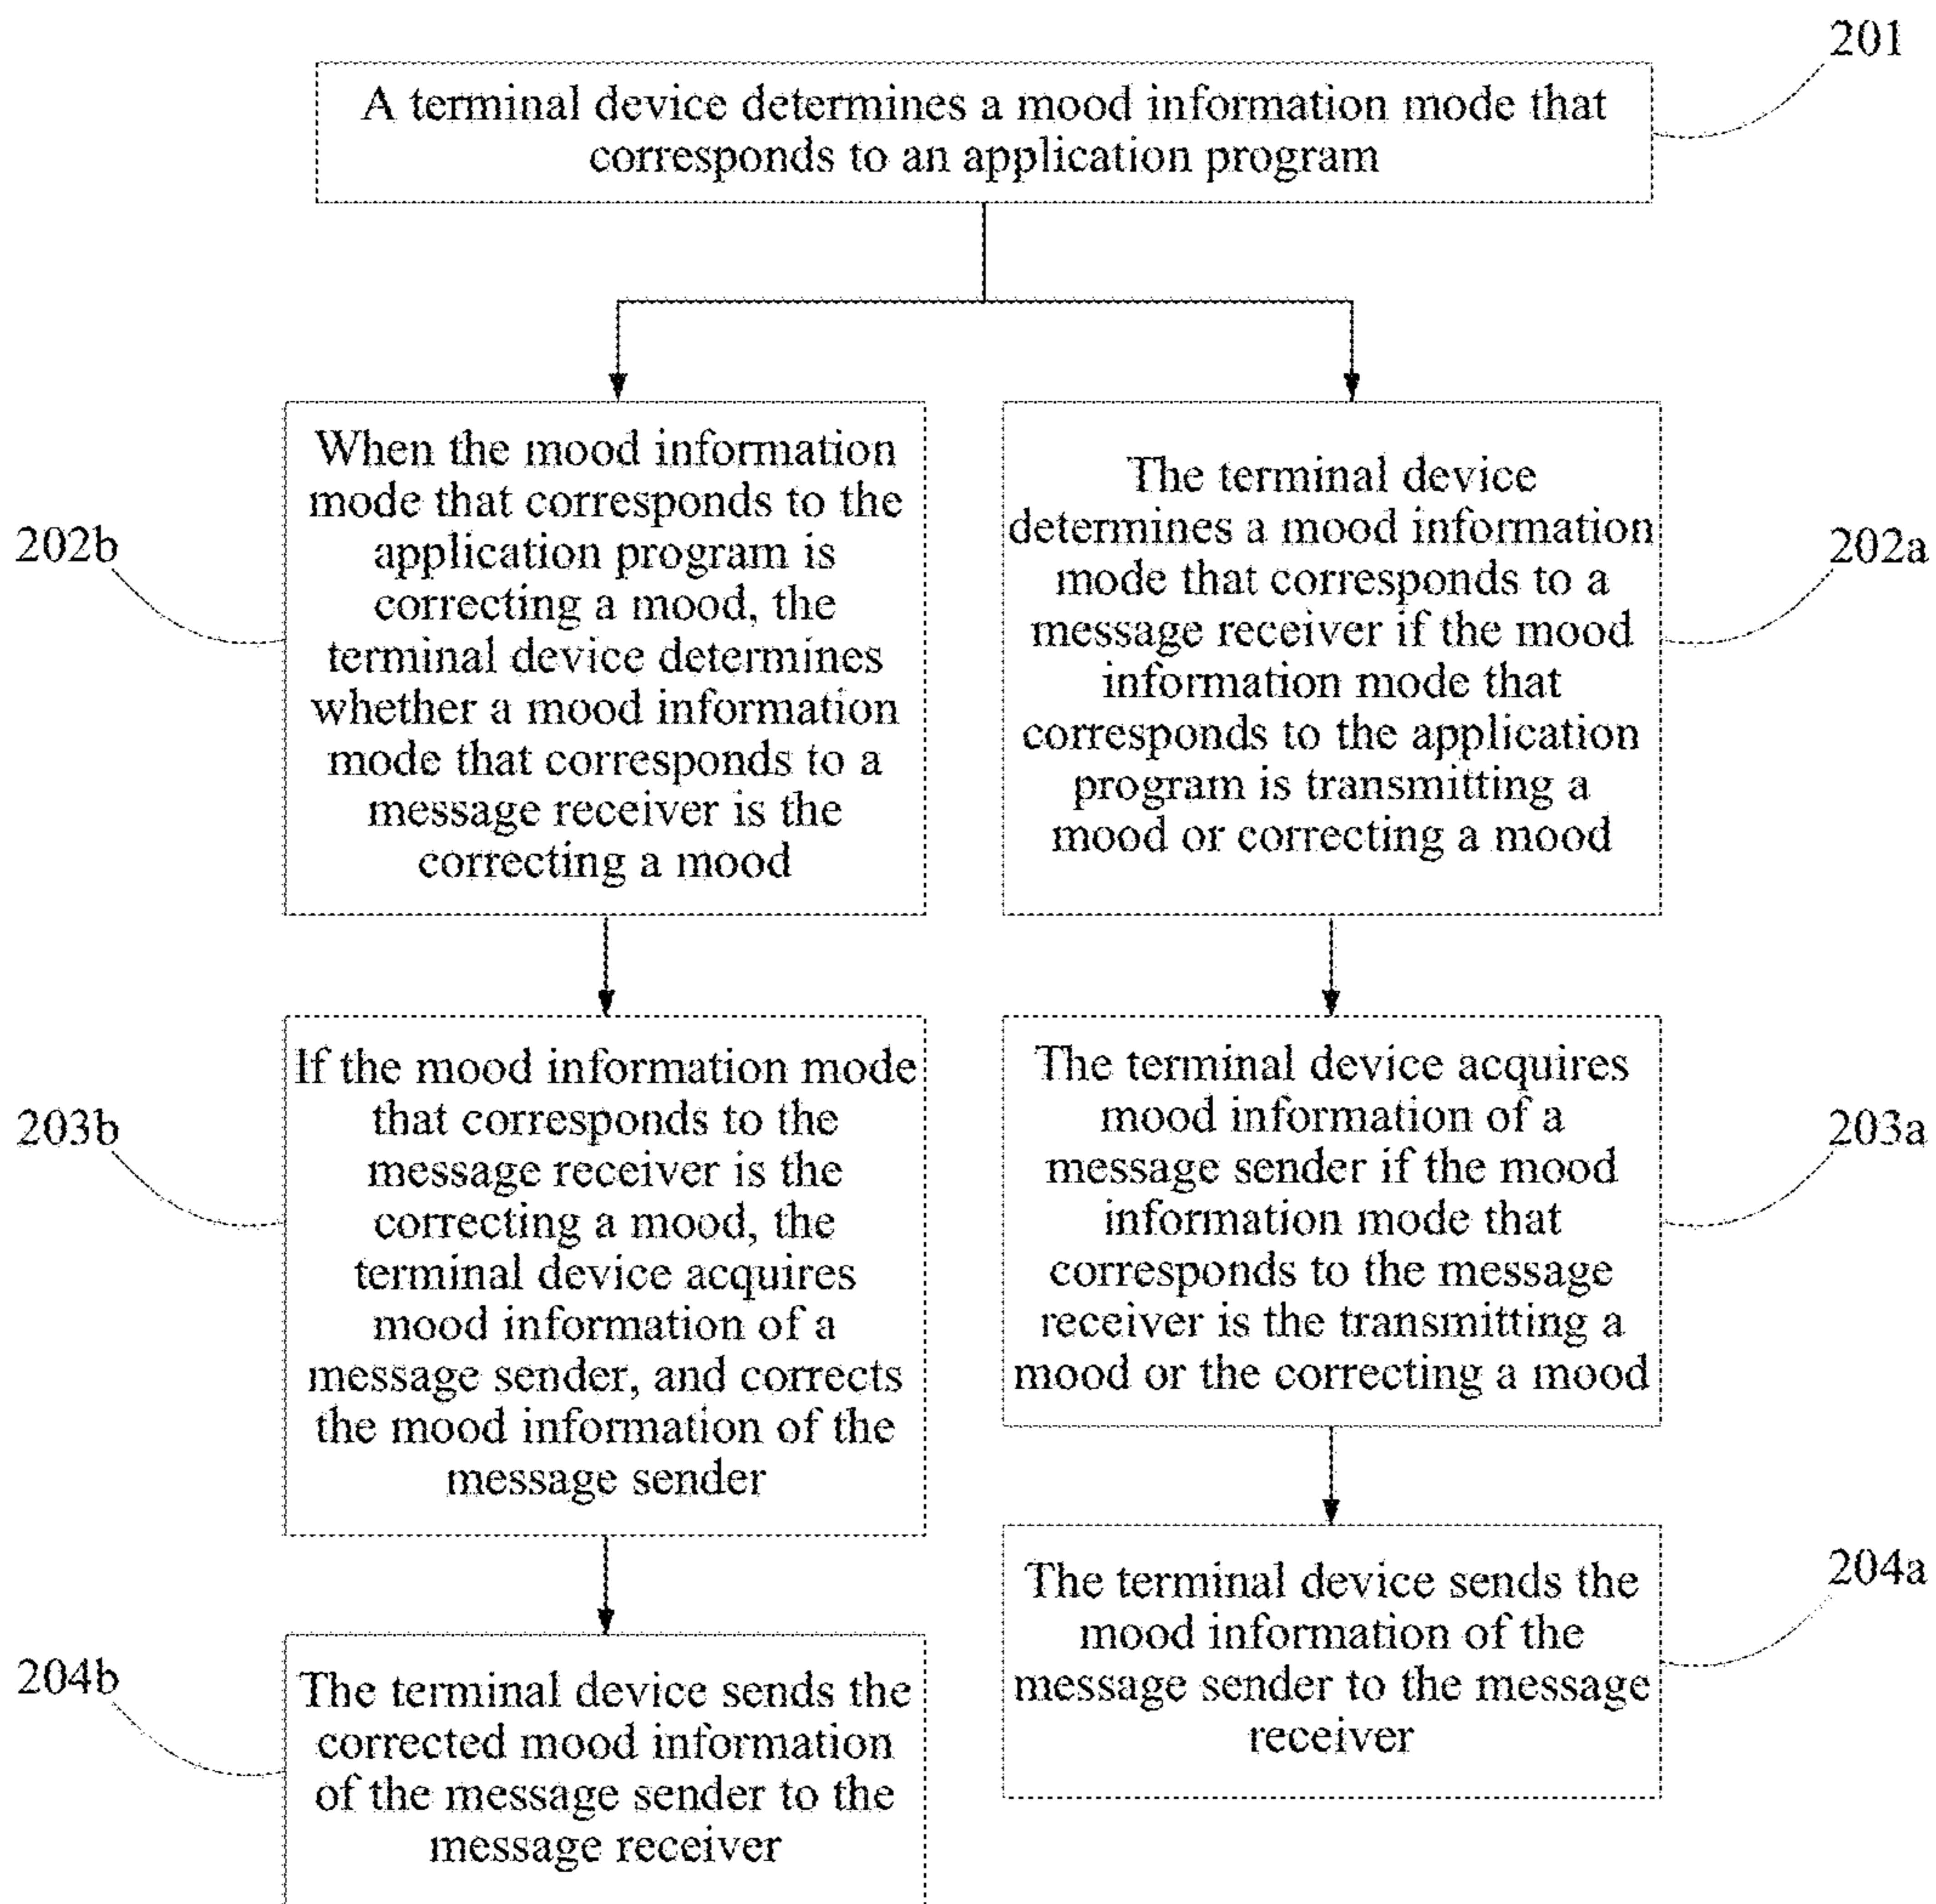 201
A terminal device determines a mood information mode that
corresponds to an application program
202b
When the mood information
mode that corresponds to the
application program is
correcting a mood, the
terminal device determines
whether a mood information
mode that corresponds to a
message receiver is the
correcting a mood
The terminal device
determines a mood information
mode that corresponds to a
message receiver if the mood
information mode that
corresponds to the application
program is transmitting a
mood or correcting a mood
202a
203b
If the mood information mode
that corresponds to the
message receiver is the
correcting a mood, the
terminal device acquires
mood information of a
message sender, and corrects
the mood information of the
message sender
The terminal device acquires
mood information of a
message sender if the mood
information mode that
corresponds to the message
receiver is the transmitting a
mood or the correcting a mood
203a
204b
The terminal device sends the
corrected mood information
of the message sender to the
message receiver
The terminal device sends the
mood information of the
message sender to the message
receiver
204a